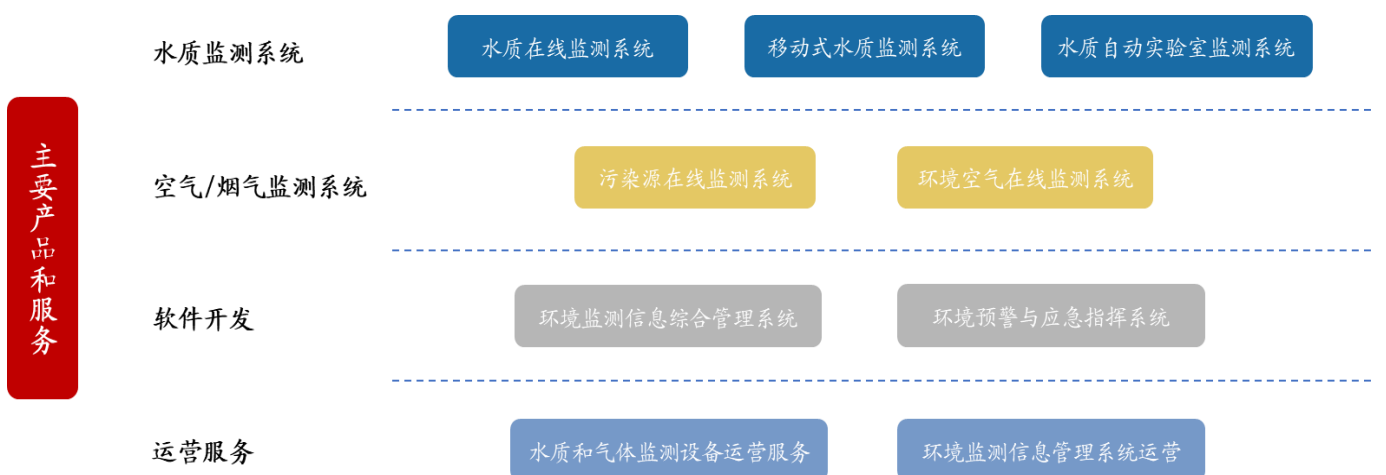 主要产品和服务
水质监测系统
水质在线监测系统
移动式水质监测系统
水质自动实验室监测系统
空气/烟气监测系统
污染源在线监测系统
环境空气在线监测系统
软件开发
环境监测信息综合管理系统
环境预警与应急指挥系统
运营服务
水质和气体监测设备运营服务
环境监测信息管理系统运营